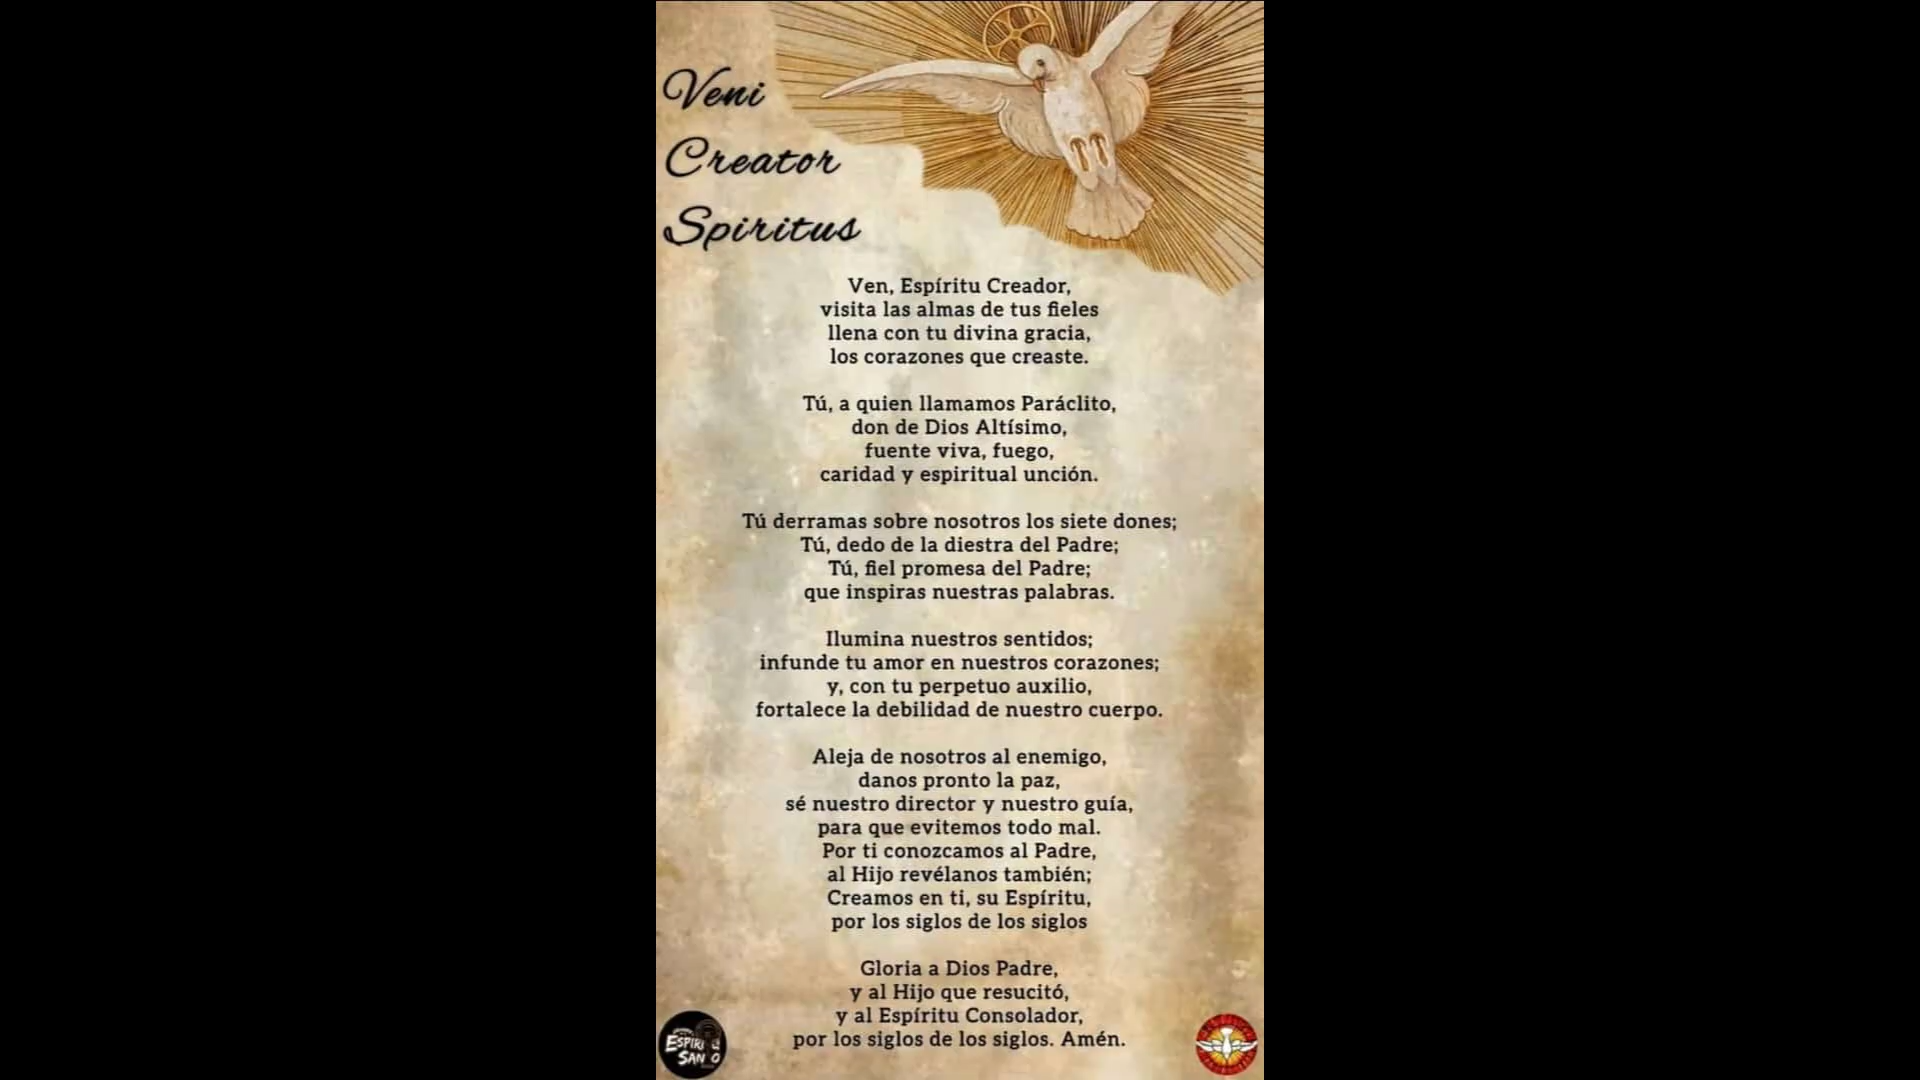 Veni
Creator
Spiritus
Ven, Espíritu Creador,
visita las almas de tus fieles
llena con tu divina gracia,
los corazones que creaste.
Tú, a quien llamamos Paráclito,
don de Dios Altísimo,
fuente viva, fuego,
caridad y espiritual unción.
Tú derramas sobre nosotros los siete dones;
Tú, dedo de la diestra del Padre;
Tú, fiel promesa del Padre;
que inspiras nuestras palabras.
Ilumina nuestros sentidos;
infunde tu amor en nuestros corazones;
y, con tu perpetuo auxilio,
fortalece la debilidad de nuestro cuerpo.
Aleja de nosotros al enemigo,
danos pronto la paz,
sé nuestro director y nuestro guía,
para que evitemos todo mal.
Por ti conozcamos al Padre,
al Hijo revélanos también;
Creamos en ti, su Espíritu,
por los siglos de los siglos
Gloria a Dios Padre,
y al Hijo que resucitó,
y al Espíritu Consolador,
por los siglos de los siglos. Amén.